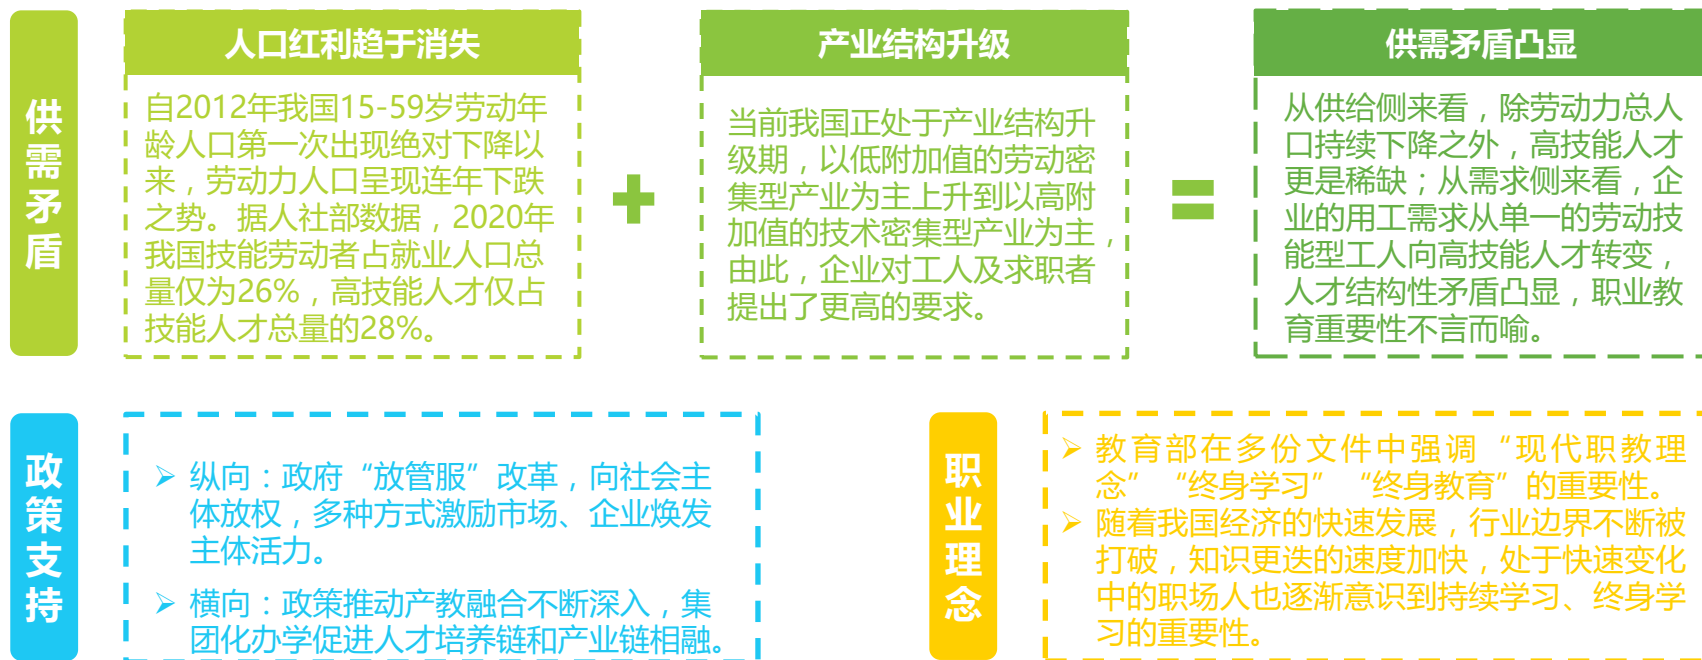 供需矛盾
人口红利趋于消失
自2012年我国15-59岁劳动年
龄人口第一次出现绝对下降以
来，劳动力人口呈现连年下跌
之势。据人社部数据，2020年
我国技能劳动者占就业人口总
量仅为26%，高技能人才仅占
技能人才总量的28%。
+
产业结构升级
当前我国正处于产业结构升
级期，以低附加值的劳动密
集型产业为主上升到以高附
加值的技术密集型产业为主，
由此，企业对工人及求职者
提出了更高的要求。
=
供需矛盾凸显
从供给侧来看，除劳动力总人
口持续下降之外，高技能人才
更是稀缺；从需求侧来看，企
业的用工需求从单一的劳动技
能型工人向高技能人才转变，
人才结构性矛盾凸显，职业教
育重要性不言而喻。
政策支持
➢ 纵向：政府“放管服”改革，向社会主
体放权，多种方式激励市场、企业焕发
主体活力。
➢ 横向：政策推动产教融合不断深入，集
团化办学促进人才培养链和产业链相融。
职业理念
➢ 教育部在多份文件中强调“现代职教理
念”“终身学习”“终身教育”的重要性。
➢ 随着我国经济的快速发展，行业边界不断被
打破，知识更迭的速度加快，处于快速变化
中的职场人也逐渐意识到持续学习、终身学
习的重要性。